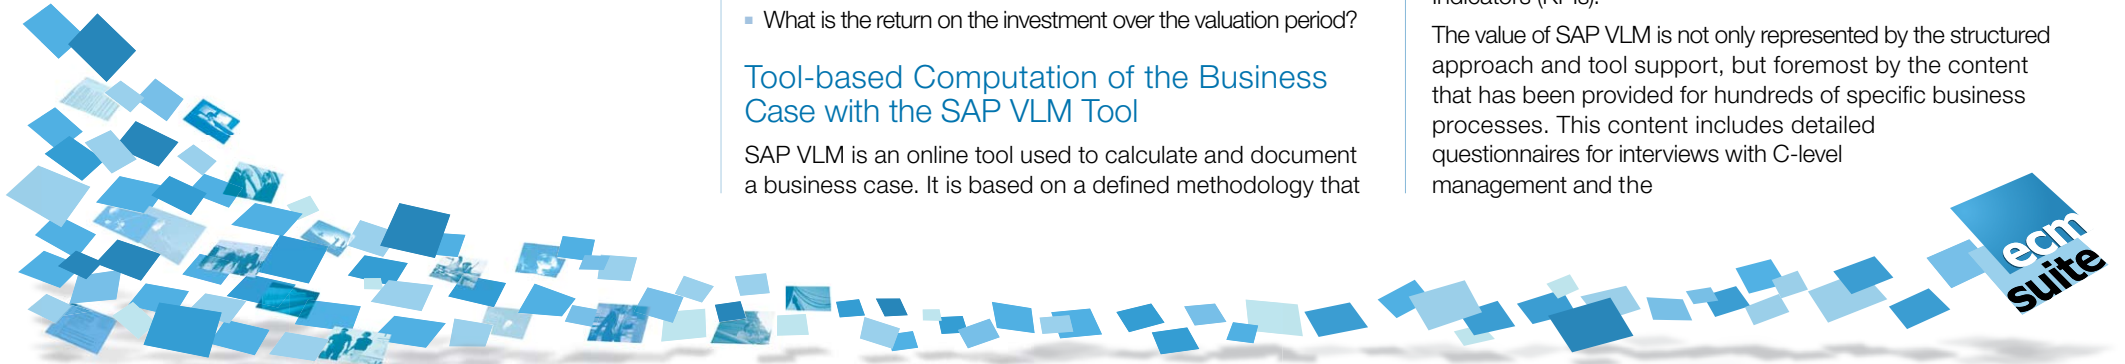 ▪ What is the return on the investment over the valuation period?
Tool-based Computation of the Business
Case with the SAP VLM Tool
SAP VLM is an online tool used to calculate and document
a business case. It is based on a defined methodology that
The value of SAP VLM is not only represented by the structured
approach and tool support, but foremost by the content
that has been provided for hundreds of specific business
processes. This content includes detailed
questionnaires for interviews with C-level
management and the
ecm
suite